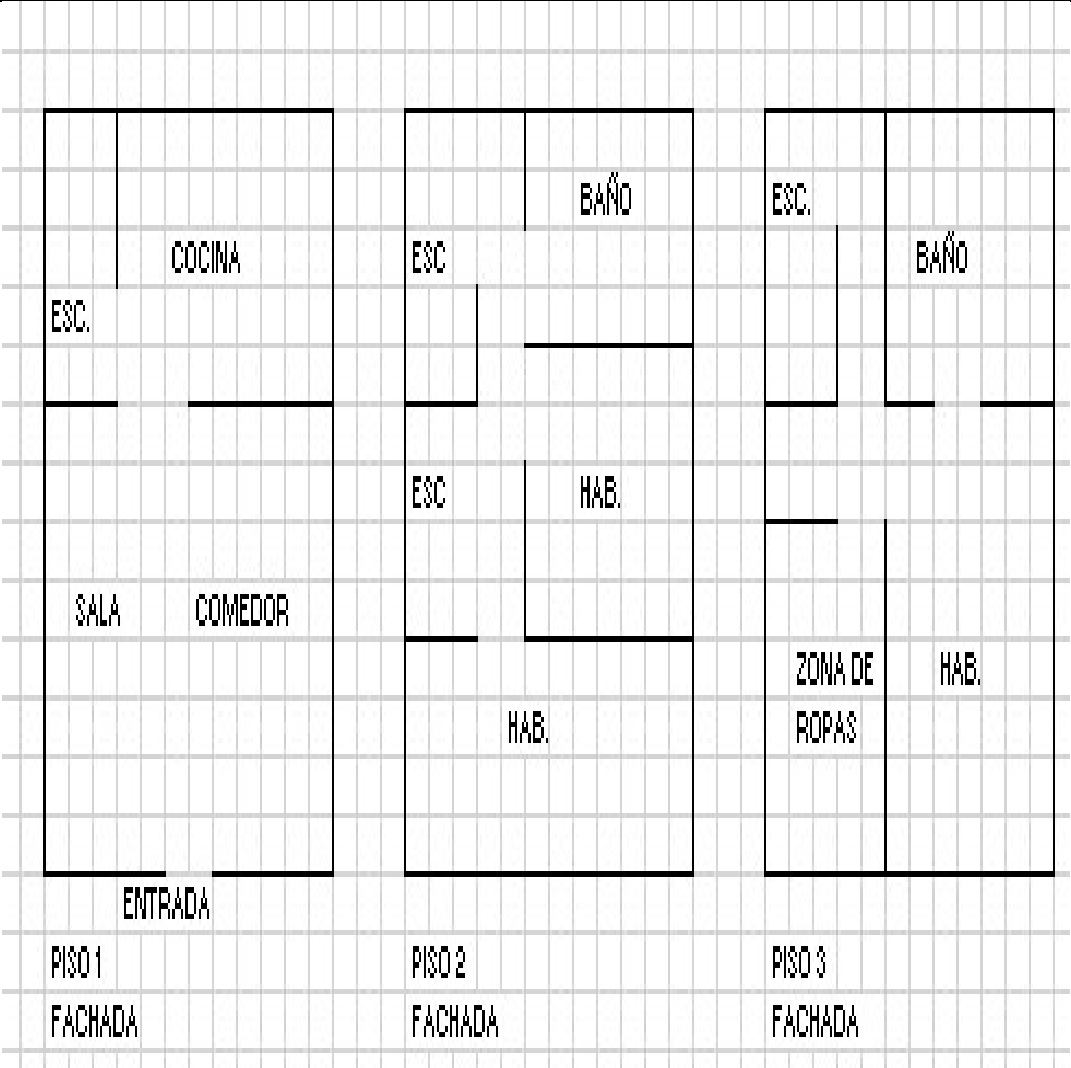 COCINA
ESC.
SALA COMEDOR
ENTRADA
PISO 1
FACHADA
BAÑO
ESC
ESC HAB.
HAB.
PISO 2
FACHADA
ESC.
BAÑO
ZONA DE HAB.
ROPAS
PISO 3
FACHADA